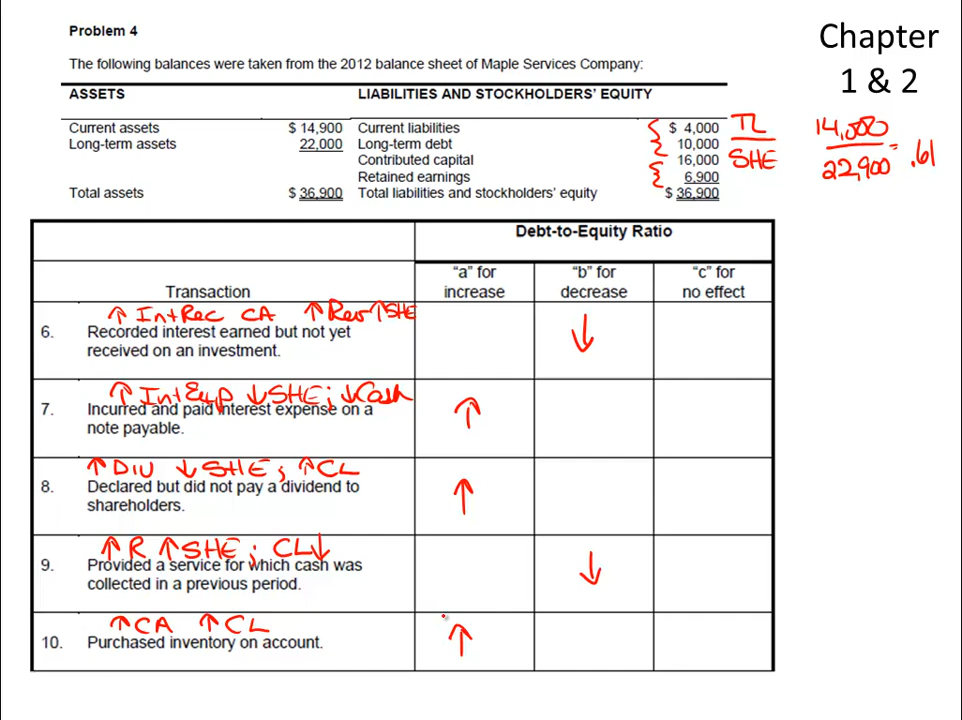 Problem 4
Chapter
1 & 2
The following balances were taken from the 2012 balance sheet of Maple Services Company:
ASSETS LIABILITIES AND STOCKHOLDERS' EQUITY
Current assets $ 14,900 Current liabilities $ 4,000
Long-term assets 22,000 Long-term debt 10,000
Contributed capital 16,000
Retained earnings 6,900
Total assets $ 36,900 Total liabilities and stockholders' equity $ 36,900
TL
SHE
14,000
22,900
= .61
Debt-to-Equity Ratio
Transaction
"a" for
increase
"b" for
decrease
"c" for
no effect
↑ Int Rec CA ↑ Rev ↑ SHE
6. Recorded interest earned but not yet
received on an investment.
↓
↑ Int Exp ↓ SHE ; ↓ Cash
7. Incurred and paid interest expense on a
note payable.
↑
↑ DIV ↓ SHE ; ↑ CL
8. Declared but did not pay a dividend to
shareholders.
↑
↑ R ↑ SHE ; CL ↓
9. Provided a service for which cash was
collected in a previous period.
↓
↑ CA ↑ CL
10. Purchased inventory on account.
↑